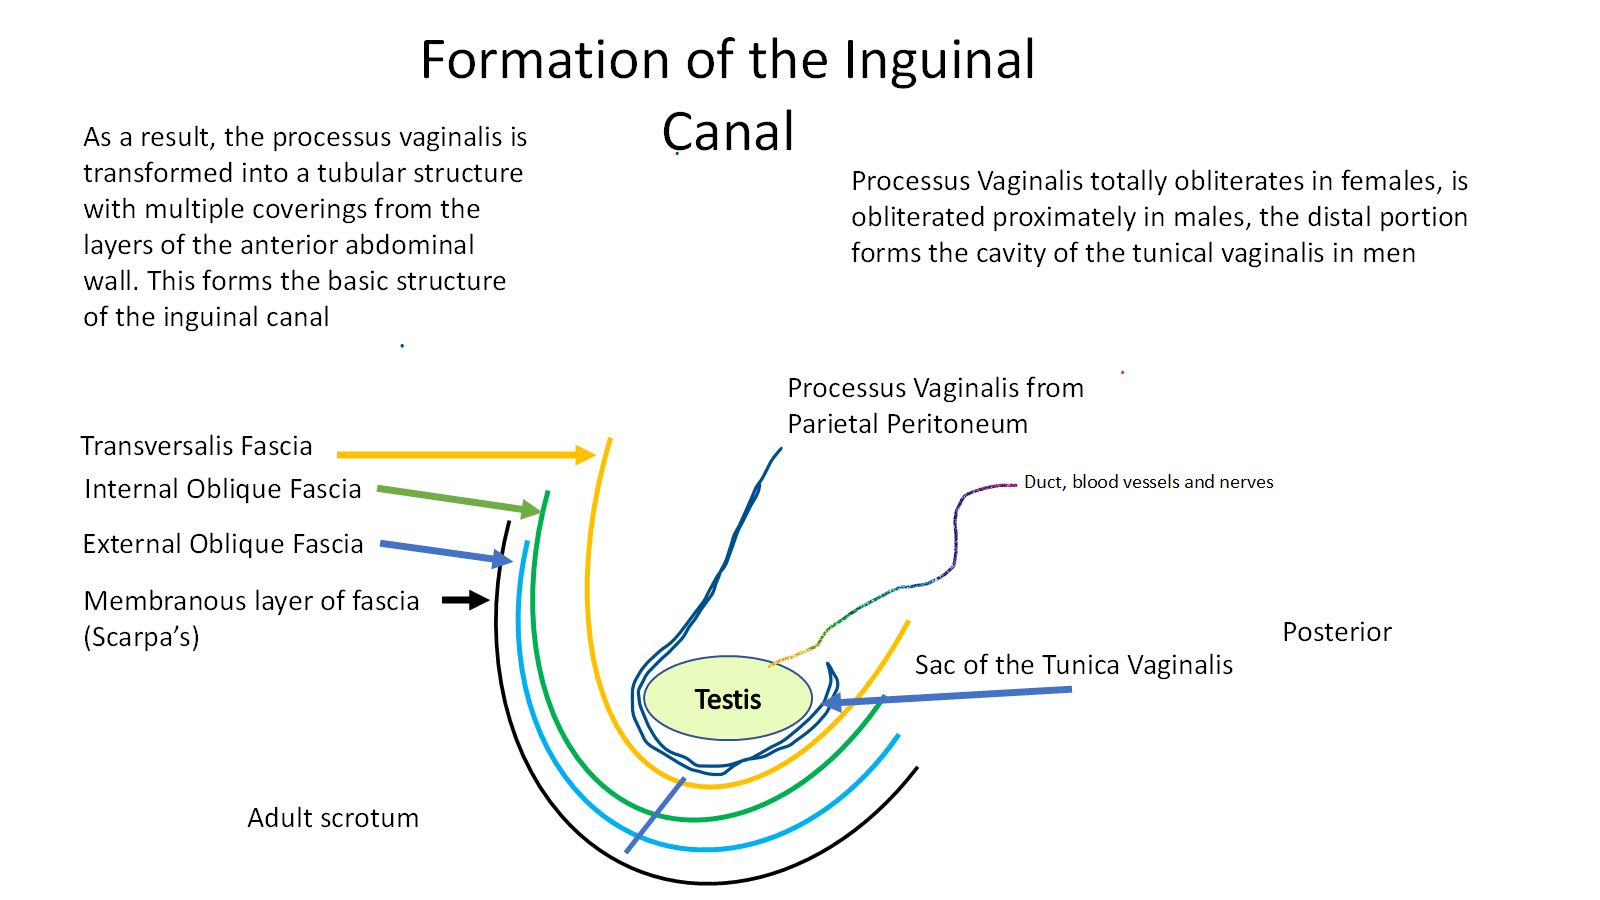 Formation of the Inguinal
Canal
As a result, the processus vaginalis is
transformed into a tubular structure
with multiple coverings from the
layers of the anterior abdominal
wall. This forms the basic structure
of the inguinal canal
Processus Vaginalis totally obliterates in females, is
obliterated proximately in males, the distal portion
forms the cavity of the tunical vaginalis in men
Processus Vaginalis from
Parietal Peritoneum
Transversalis Fascia
Internal Oblique Fascia
External Oblique Fascia
Membranous layer of fascia
(Scarpa’s)
Duct, blood vessels and nerves
Posterior
Sac of the Tunica Vaginalis
Testis
Adult scrotum